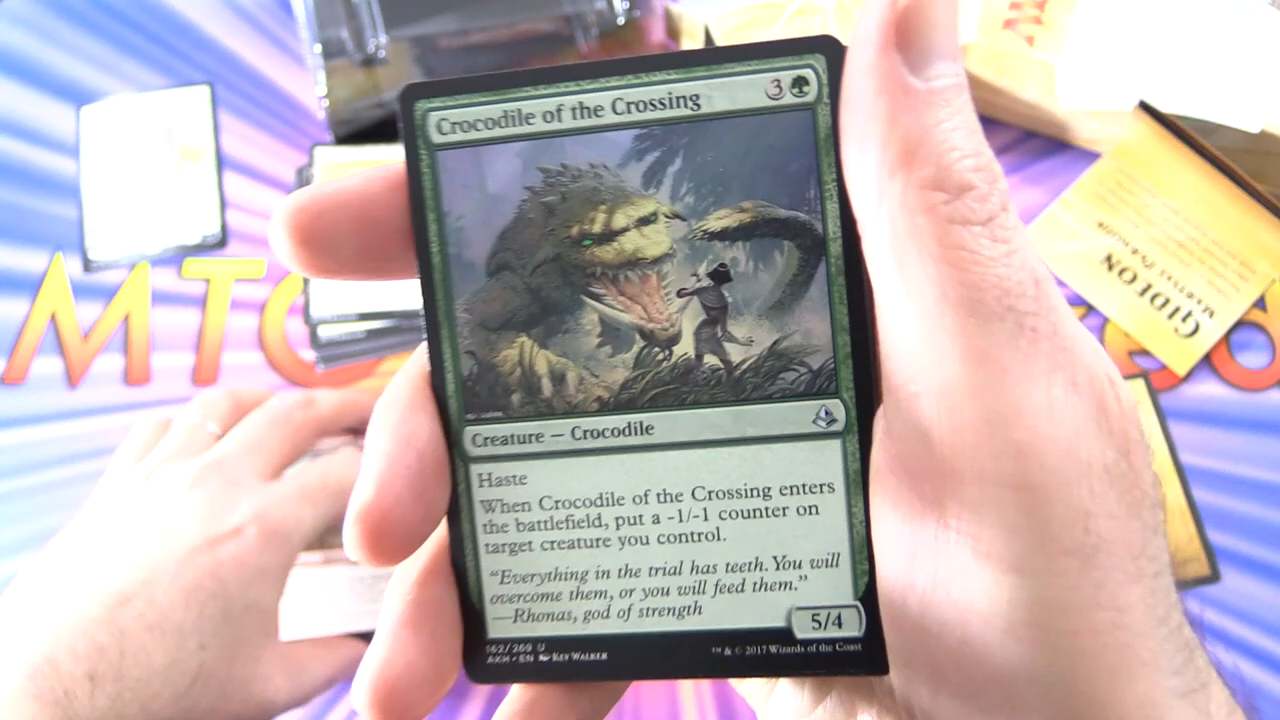 Crocodile of the Crossing
3
Creature — Crocodile
Haste
When Crocodile of the Crossing enters
the battlefield, put a -1/-1 counter on
target creature you control.
“Everything in the trial has teeth. You will
overcome them, or you will feed them.”
—Rhonas, god of strength
5/4
162/269 U
AKH • EN Kev Walker
™ & © 2017 Wizards of the Coast
MTG
GIDEON